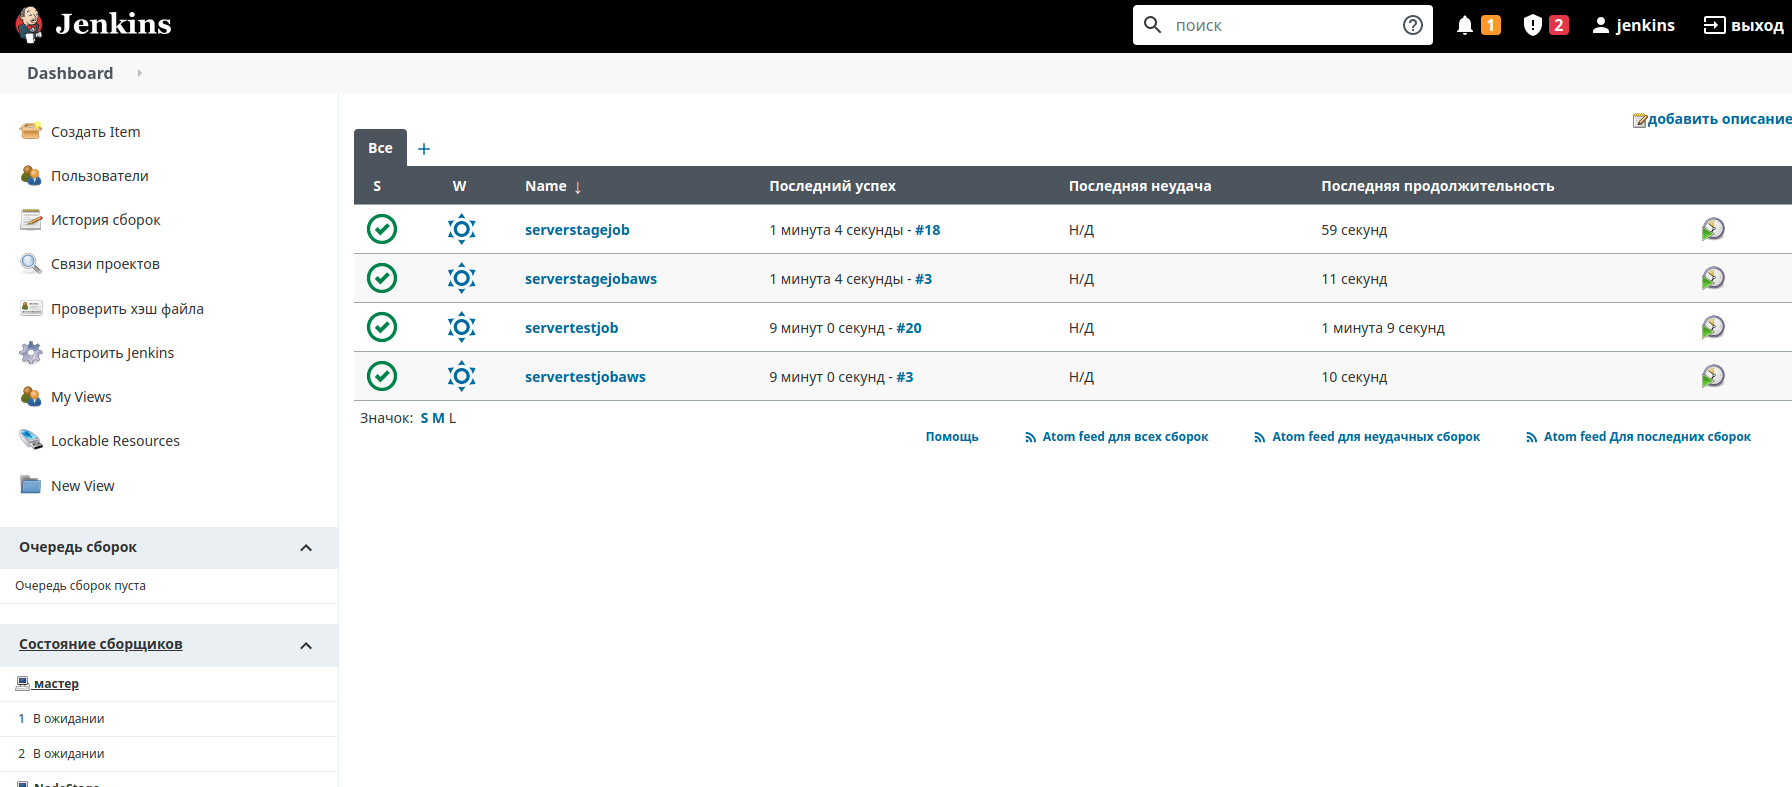 Jenkins
поиск
1
2
jenkins
выход
Dashboard
Создать Item
Пользователи
История сборок
Связи проектов
Проверить хэш файла
Настроить Jenkins
My Views
Lockable Resources
New View
Очередь сборок
Очередь сборок пуста
Состояние сборщиков
мастер
1 В ожидании
2 В ожидании
добавить описание
Все +
S W Name ↓ Последний успех Последняя неудача Последняя продолжительность
serverstagejob 1 минута 4 секунды - #18 Н/Д 59 секунд
serverstagejobaws 1 минута 4 секунды - #3 Н/Д 11 секунд
servertestjob 9 минут 0 секунд - #20 Н/Д 1 минута 9 секунд
servertestjobaws 9 минут 0 секунд - #3 Н/Д 10 секунд
Значок: S M L
Помощь Atom feed для всех сборок Atom feed для неудачных сборок Atom feed Для последних сборок